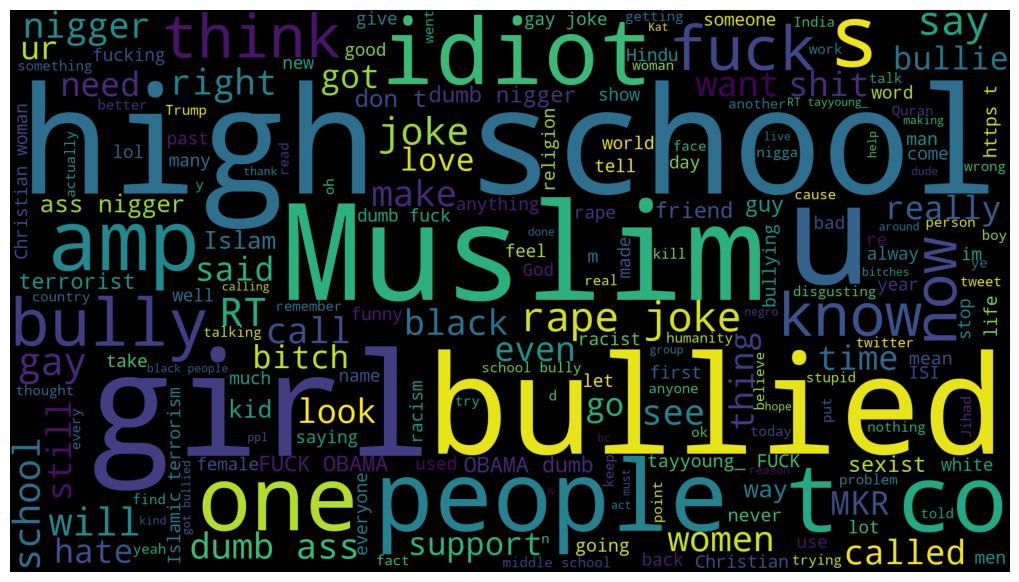 nigger
think
idiot
gay joke
getting
Kat
someone
India
say
fucking
something
ur
give
went
good
new
fuck
s
woman
work
bullie
need
right
got
don t
dumb nigger
Hindu
show
want
shit
talk
word
another
RT tayyoung_
Quran
https t
better
Trump
high school
joke
love
religion
world
tell
face
day
live
nigga
help
making
man
come
wrong
dude
Christian woman
actually
past
lol
many
y
thank
read
oh
make
anything
rape
friend
guy
cause
really
ass nigger
Muslim
dumb fuck
u
bad
around
person
boy
amp
Islam
feel
done
m
made
God
kill
bullying
alway
re
im
ye
now
terrorist
said
real
bitches
year
tweet
stop
life
country
well
calling
RT
remember
disgusting
bully
talking
call
funny
black
rape joke
negro
know
humanity
twitter
gay
take
black people
bitch
even
racist
group
thing
time
mean
ISI
thought
every
much
name
school bully
let
first
anyone
believe
stupid
still
girl
kid
look
try
d
go
see
hope
put
bullied
ppl
saying
racism
bc
ok
today
nothing
Jihad
school
Islamic terrorism
female
FUCK OBAMA
used
OBAMA dumb
keep
tayyoung_ FUCK
reason
sexist
white
find
got bullied
everyone
one
people
w
act
must
point
way
problem
t co
told
will
kind
never
MKR
hate
yeah
dumb ass
support
n
women
use
lot
called
fact
middle school
going
back
Christian
trying
men